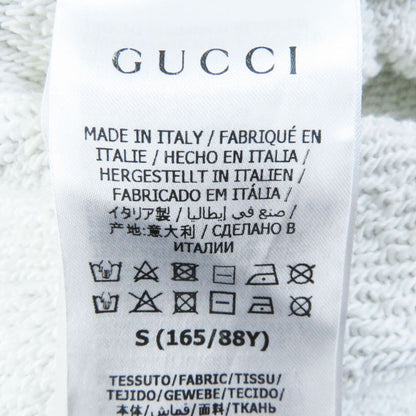 GUCCI
MADE IN ITALY / FABRIQUÉ EN
ITALIE / HECHO EN ITALIA /
HERGESTELLT IN ITALIEN /
FABRICADO EM ITÁLIA /
イタリア製 / صنع في إيطاليا /
产地:意大利 / СДЕЛАНО В
ИТАЛИИ
S (165/88Y)
TESSUTO/FABRIC/TISSU/
TEJIDO/GEWEBE/TECIDO/
本体/قماش/面料/ТКАНЬ